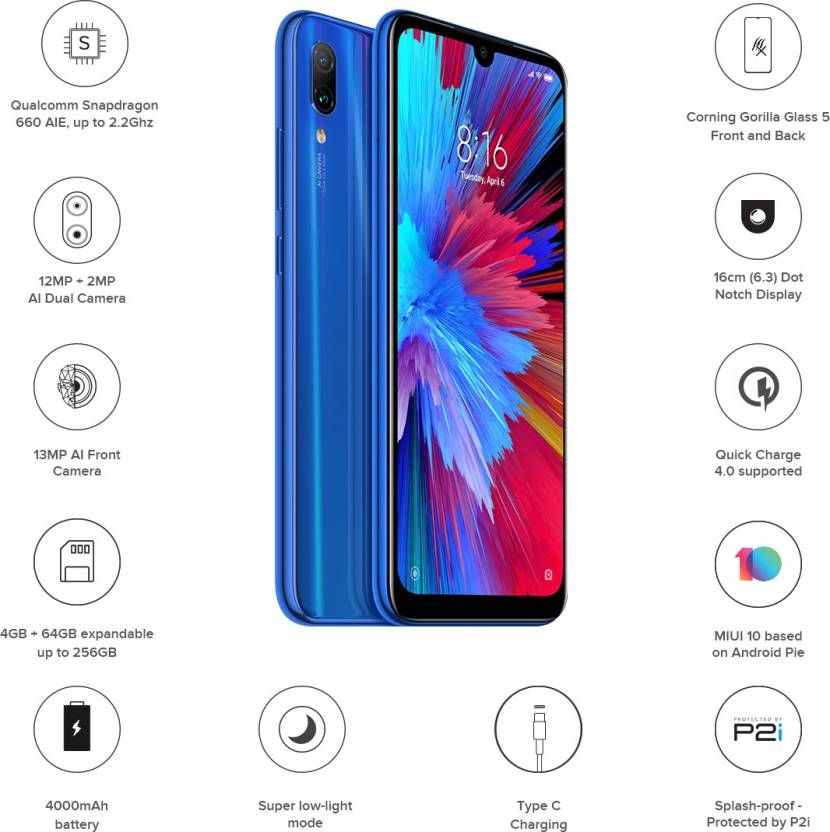 S
Qualcomm Snapdragon
660 AIE, up to 2.2Ghz
12MP + 2MP
AI Dual Camera
13MP AI Front
Camera
4GB + 64GB expandable
up to 256GB
4000mAh
battery
AI CAMERA
8:16
Tuesday, April 6
Super low-light
mode
Type C
Charging
Corning Gorilla Glass 5
Front and Back
16cm (6.3) Dot
Notch Display
Quick Charge
4.0 supported
10
MIUI 10 based
on Android Pie
PROTECTED BY
P2i
Splash-proof -
Protected by P2i